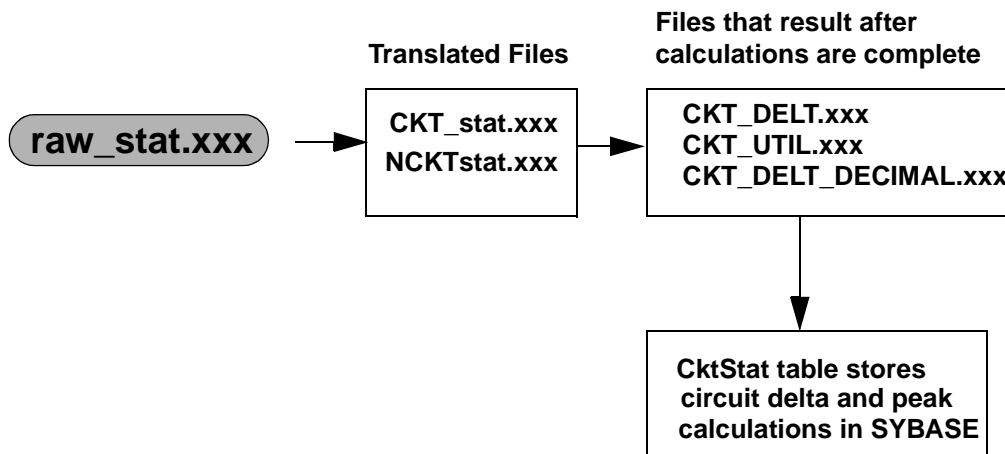 Files that result after
calculations are complete
Translated Files
raw_stat.xxx
CKT_stat.xxx
NCKTstat.xxx
CKT_DELT.xxx
CKT_UTIL.xxx
CKT_DELT_DECIMAL.xxx
CktStat table stores
circuit delta and peak
calculations in SYBASE